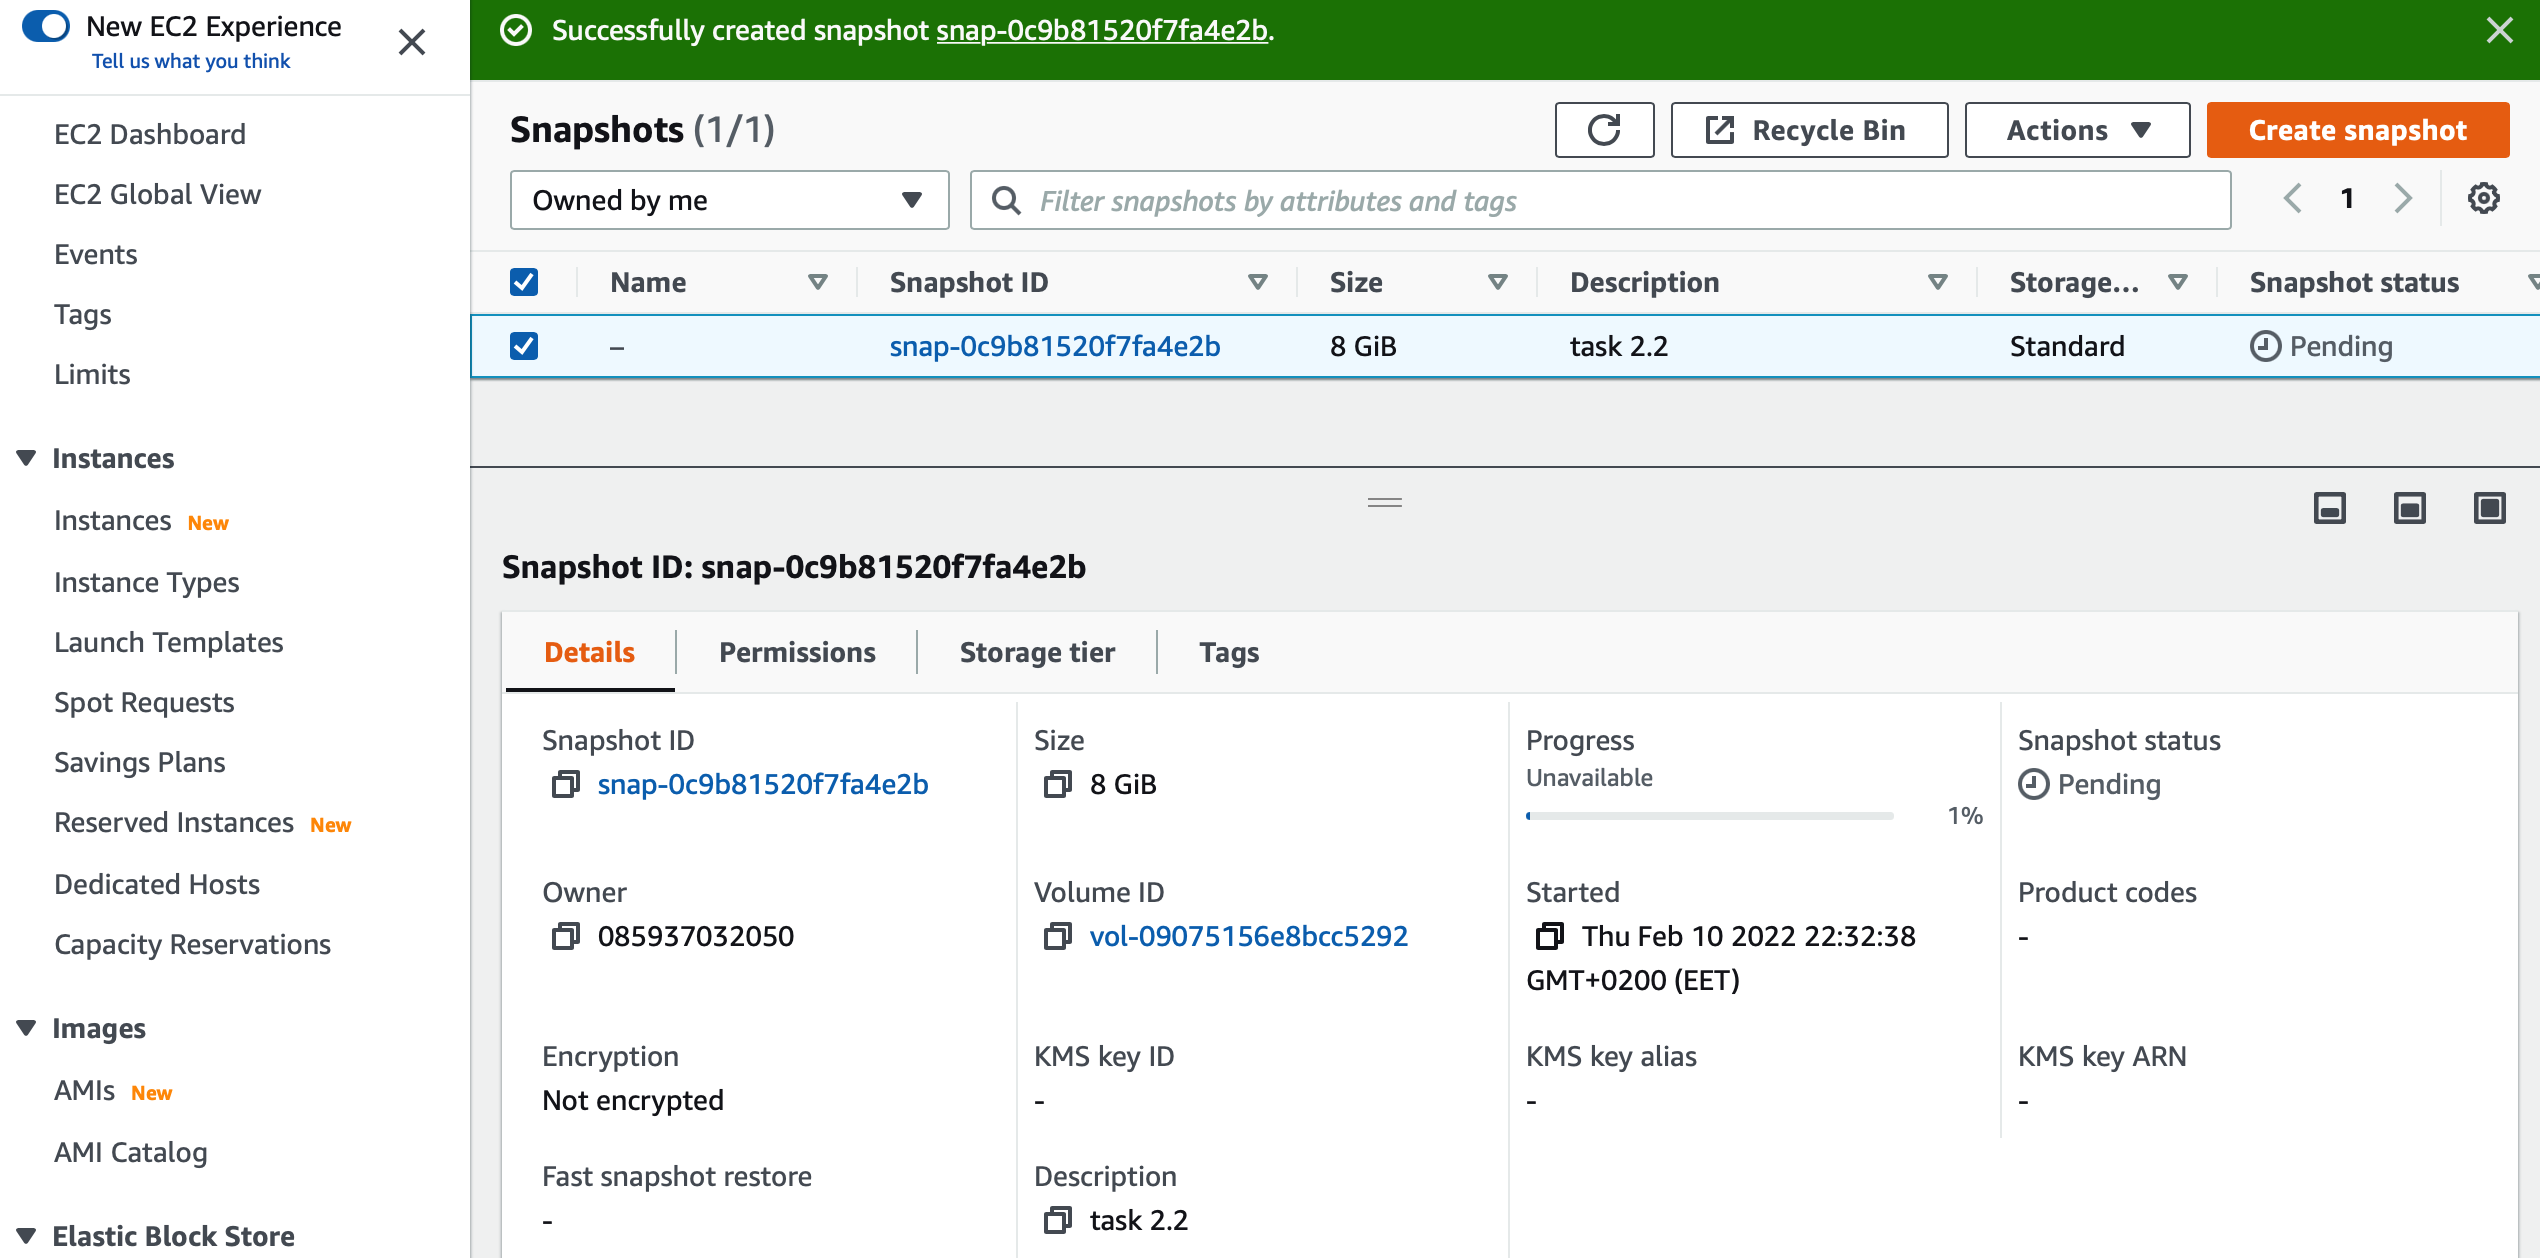 New EC2 Experience
Tell us what you think
EC2 Dashboard
EC2 Global View
Events
Tags
Limits
Instances
Instances New
Instance Types
Launch Templates
Spot Requests
Savings Plans
Reserved Instances New
Dedicated Hosts
Capacity Reservations
Images
AMIs New
AMI Catalog
Elastic Block Store
Successfully created snapshot snap-0c9b81520f7fa4e2b.
Snapshots (1/1)
Recycle Bin
Actions
Create snapshot
Owned by me
Filter snapshots by attributes and tags
1
Name Snapshot ID Size Description Storage... Snapshot status
– snap-0c9b81520f7fa4e2b 8 GiB task 2.2 Standard Pending
Snapshot ID: snap-0c9b81520f7fa4e2b
Details Permissions Storage tier Tags
Snapshot ID
snap-0c9b81520f7fa4e2b
Size
8 GiB
Progress
Unavailable
1%
Snapshot status
Pending
Owner
085937032050
Volume ID
vol-09075156e8bcc5292
Started
Thu Feb 10 2022 22:32:38
GMT+0200 (EET)
Product codes
-
Encryption
Not encrypted
KMS key ID
-
KMS key alias
-
KMS key ARN
-
Fast snapshot restore
-
Description
task 2.2